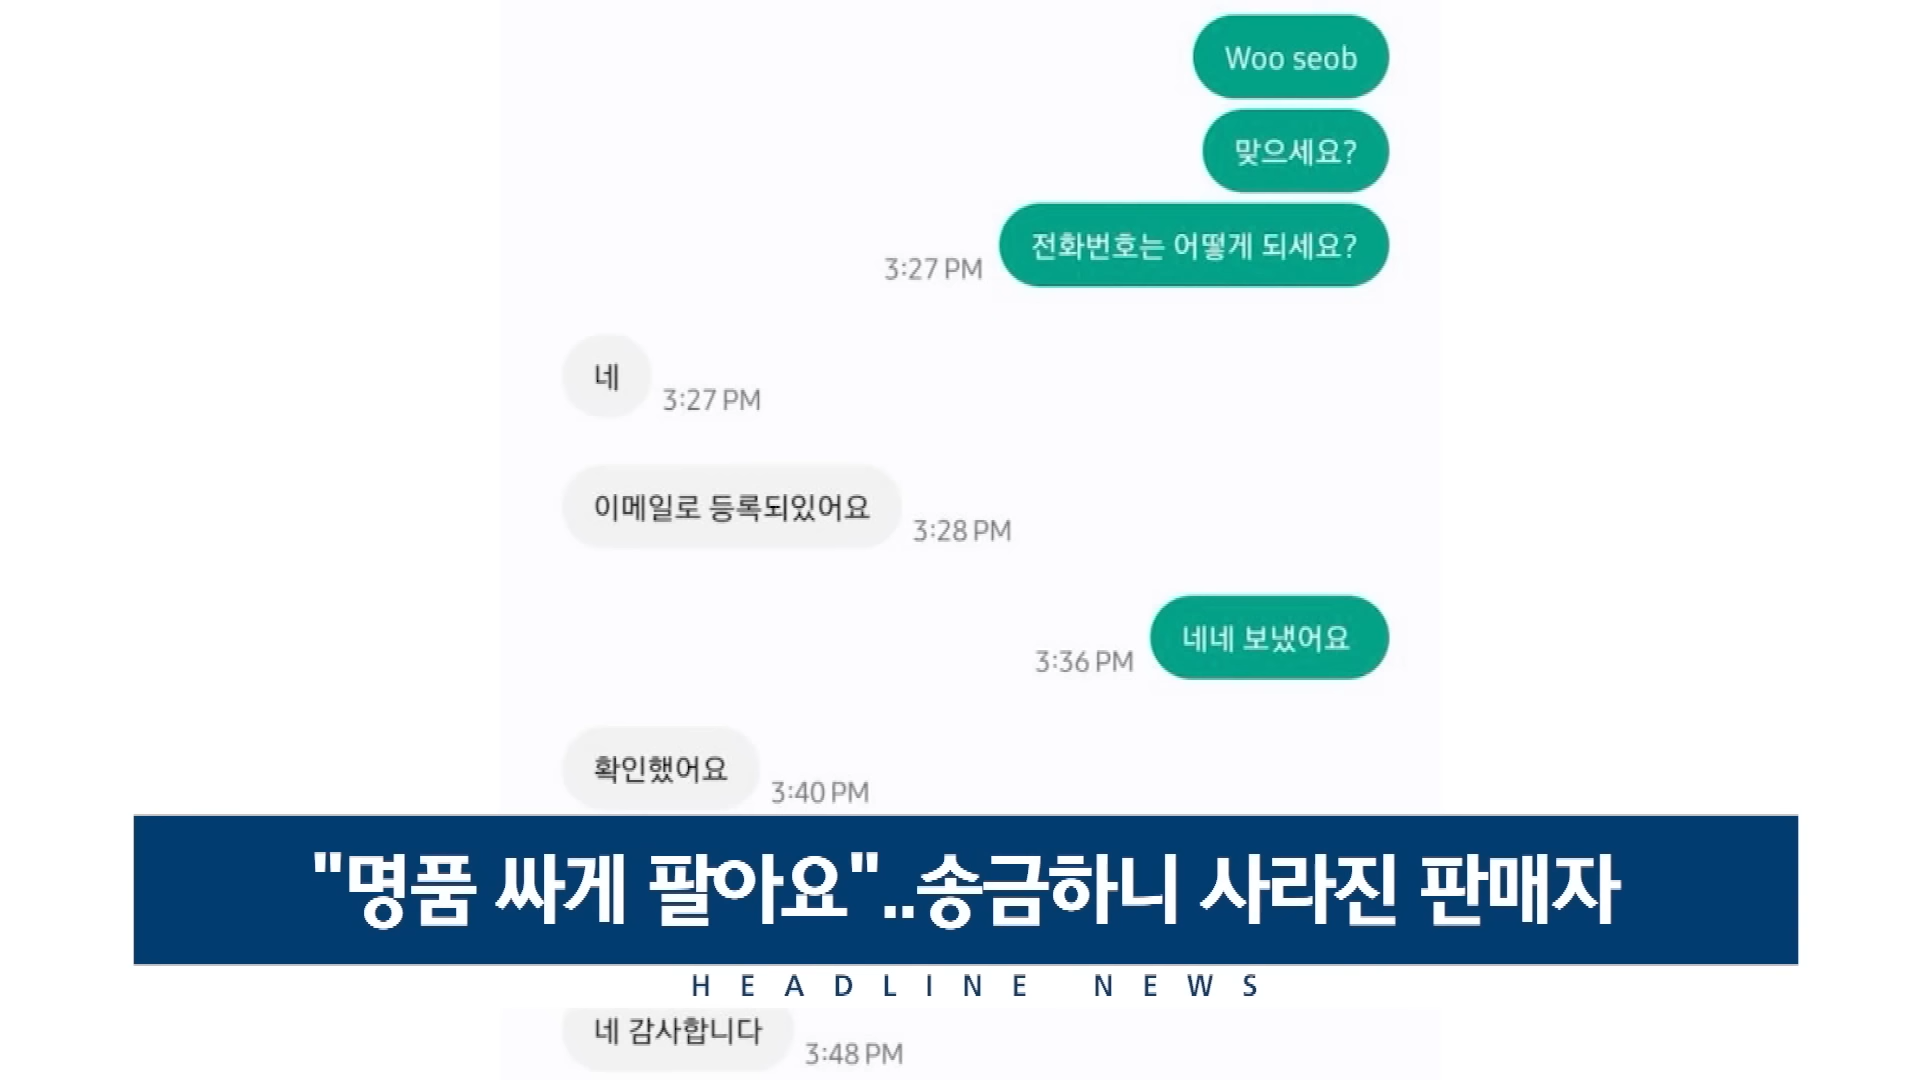 Woo seob
맞으세요?
전화번호는 어떻게 되세요?
3:27 PM
네
3:27 PM
이메일로 등록되있어요
3:28 PM
네네 보냈어요
3:36 PM
확인했어요
3:40 PM
"명품 싸게 팔아요"..송금하니 사라진 판매자
HEADLINE NEWS
네 감사합니다
3:48 PM